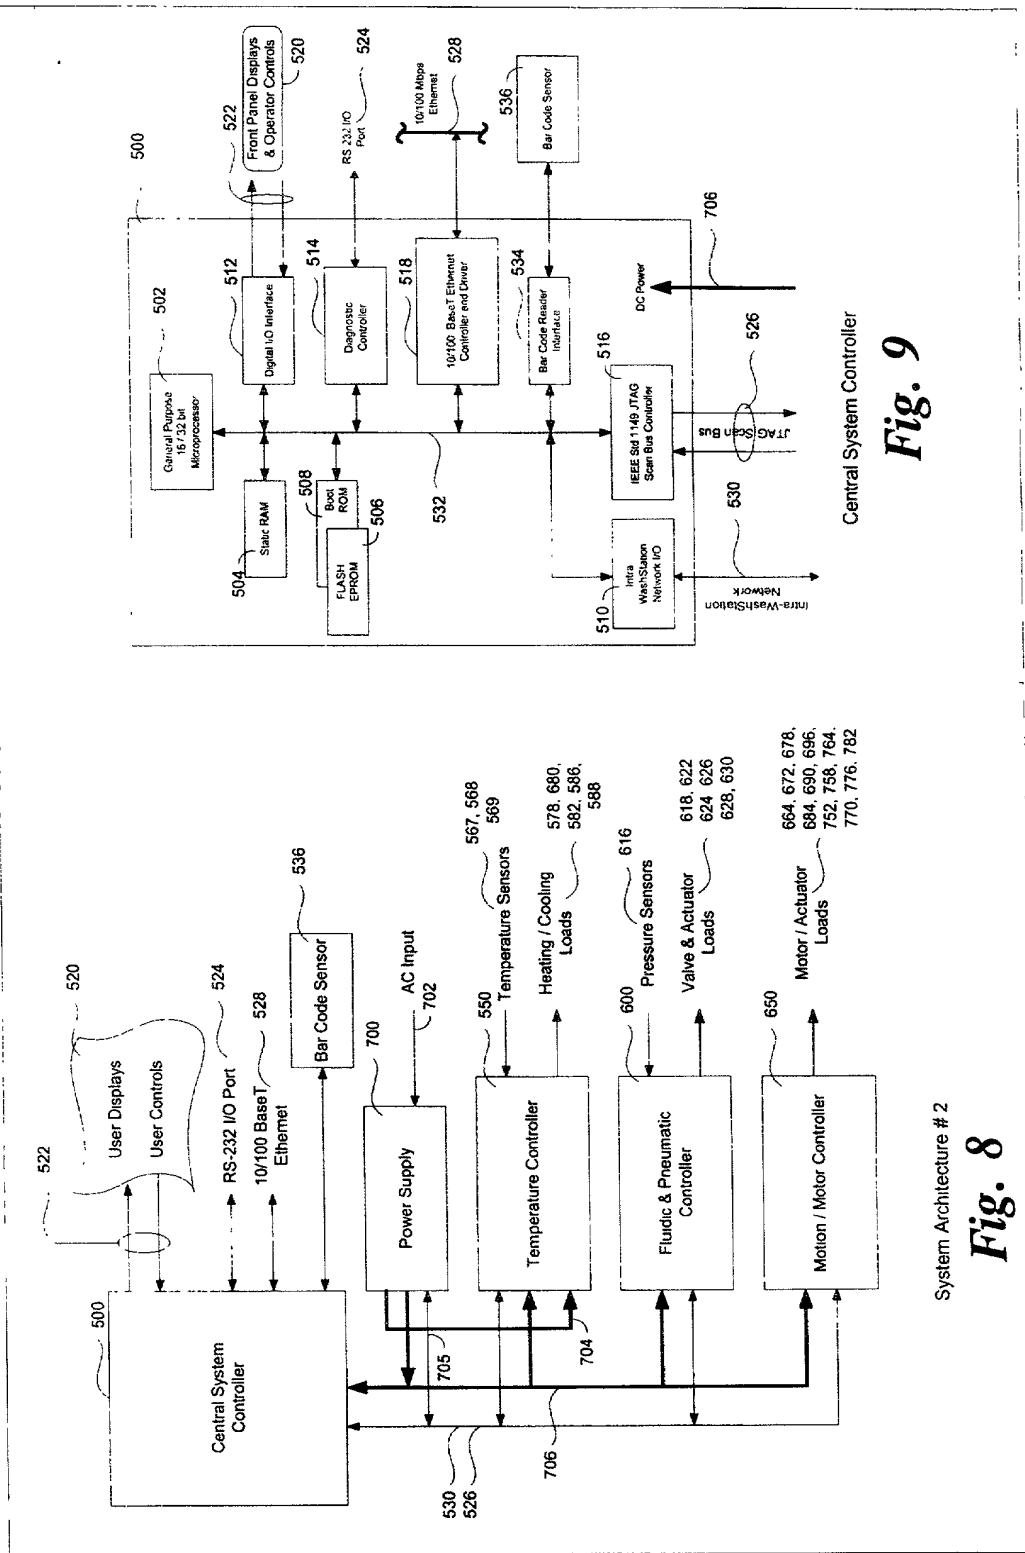 500
Central System
Controller
522
520
User Displays
User Controls
RS-232 I/O Port
524
10/100 BaseT
Ethernet
528
Bar Code Sensor
536
700
Power Supply
AC Input
702
705
704
530
526
706
550
Temperature Controller
Temperature Sensors
567, 568
569
Heating / Cooling
Loads
578. 680,
582, 586,
588
600
Fluidic & Pneumatic
Controller
Pressure Sensors
616
Valve & Actuator
Loads
618. 622
624 626
628, 630
650
Motion / Motor Controller
Motor / Actuator
Loads
664. 672, 678,
684, 690, 696,
752, 758, 764.
770, 776. 782
System Architecture # 2
Fig. 8
500
502
General Purpose
16 / 32 bit
Microprocessor
504
Static RAM
508
Boot
ROM
506
FLASH
EPROM
532
512
Digital I/O Interface
522
Front Panel Displays
& Operator Controls
520
514
Diagnostic
Controller
RS 232 I/O
Port
524
518
10/100 BaseT Ethernet
Controller and Driver
10/100 Mbps
Ethernet
528
534
Bar Code Reader
Interface
536
Bar Code Sensor
516
IEEE Std 1149 JTAG
Scan Bus Controller
510
Intra
WashStation
Network I/O
DC Power
706
JTAG Scan Bus
526
Intra-WashStation
Network
530
Central System Controller
Fig. 9